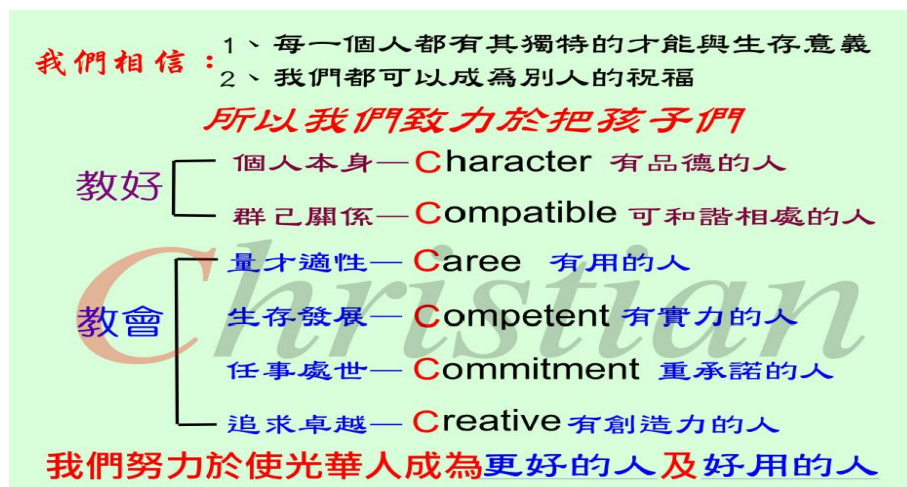 我們相信：
1、每一個人都有其獨特的才能與生存意義
2、我們都可以成為別人的祝福
所以我們致力於把孩子們
教好
個人本身—Character 有品德的人
群己關係—Compatible 可和諧相處的人
Christian
教會
量才適性—Caree 有用的人
生存發展—Competent 有實力的人
任事處世—Commitment 重承諾的人
追求卓越—Creative 有創造力的人
我們努力於使光華人成為更好的人及好用的人